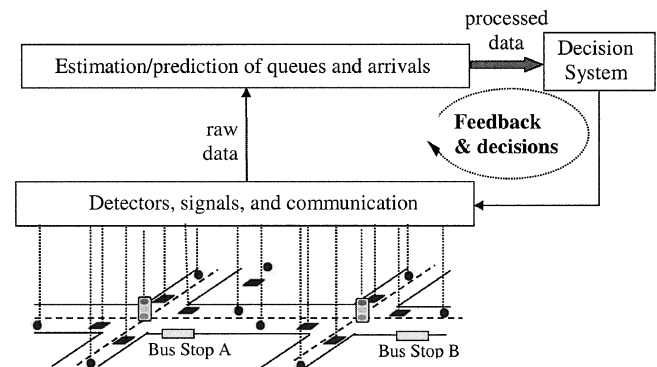 processed
data
Estimation/prediction of queues and arrivals
Decision
System
raw
data
Feedback
& decisions
Detectors, signals, and communication
Bus Stop A
Bus Stop B